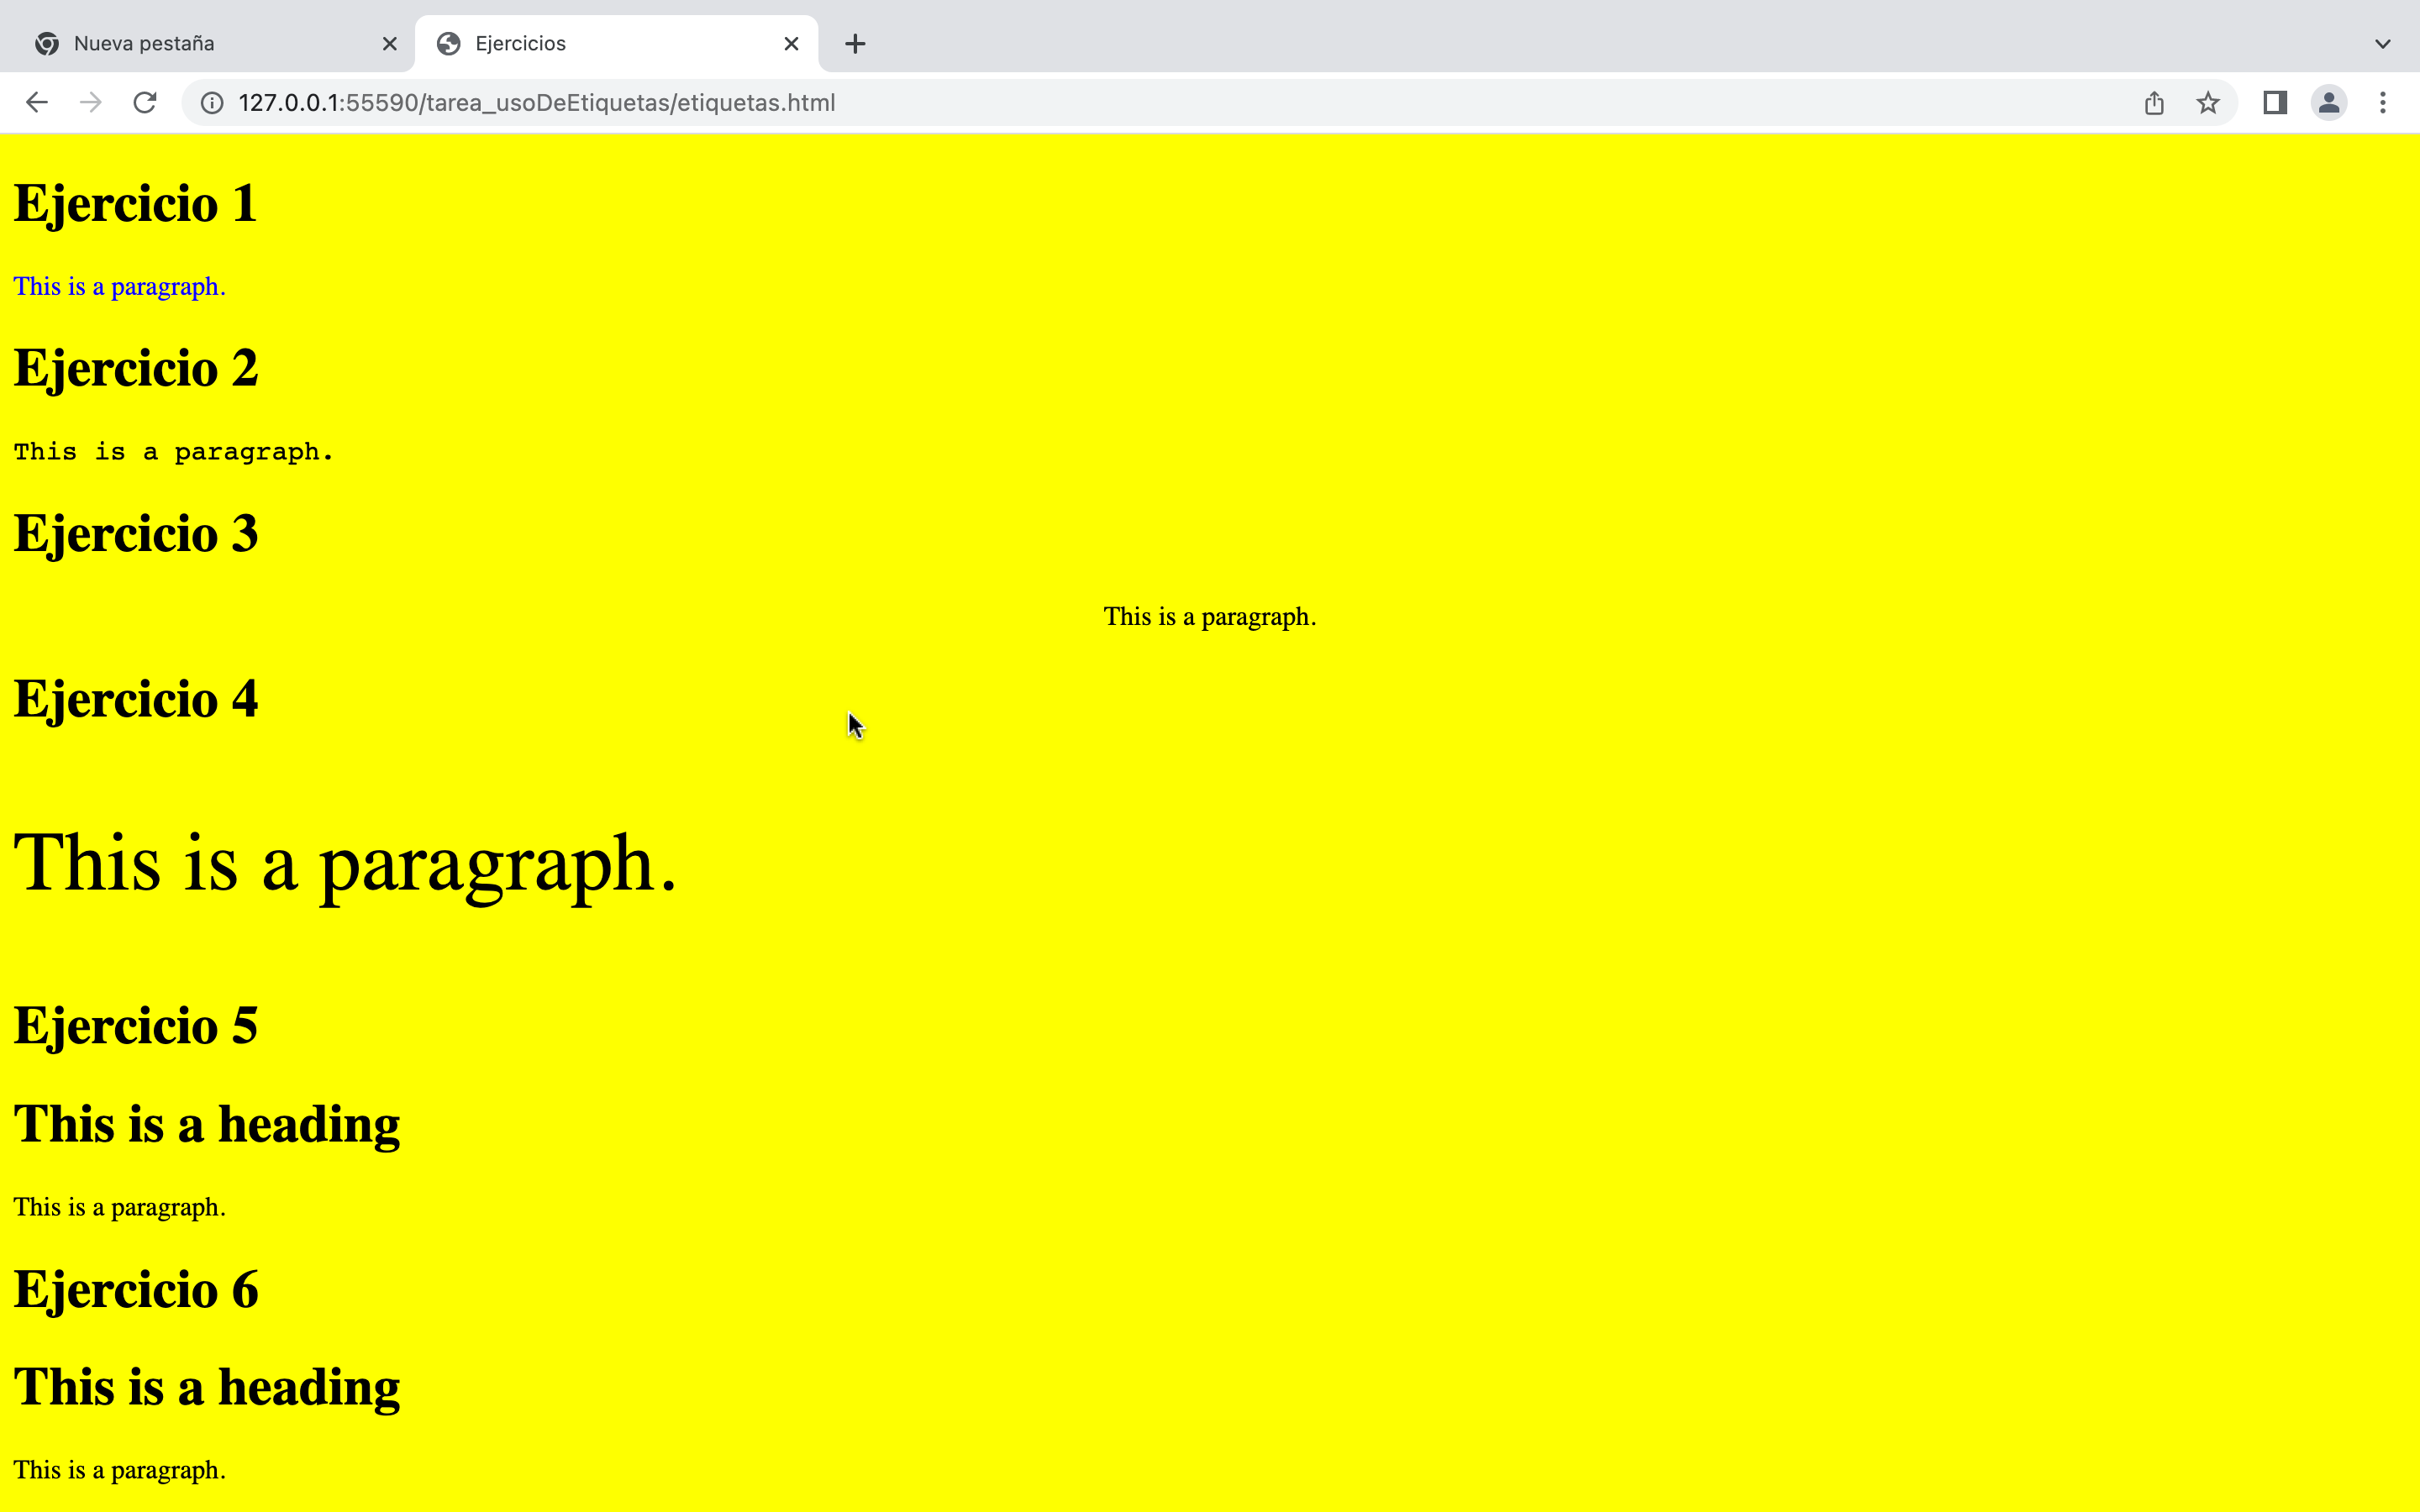 Nueva pestaña
Ejercicios
127.0.0.1:55590/tarea_usoDeEtiquetas/etiquetas.html
Ejercicio 1
This is a paragraph.
Ejercicio 2
This is a paragraph.
Ejercicio 3
This is a paragraph.
Ejercicio 4
This is a paragraph.
Ejercicio 5
This is a heading
This is a paragraph.
Ejercicio 6
This is a heading
This is a paragraph.